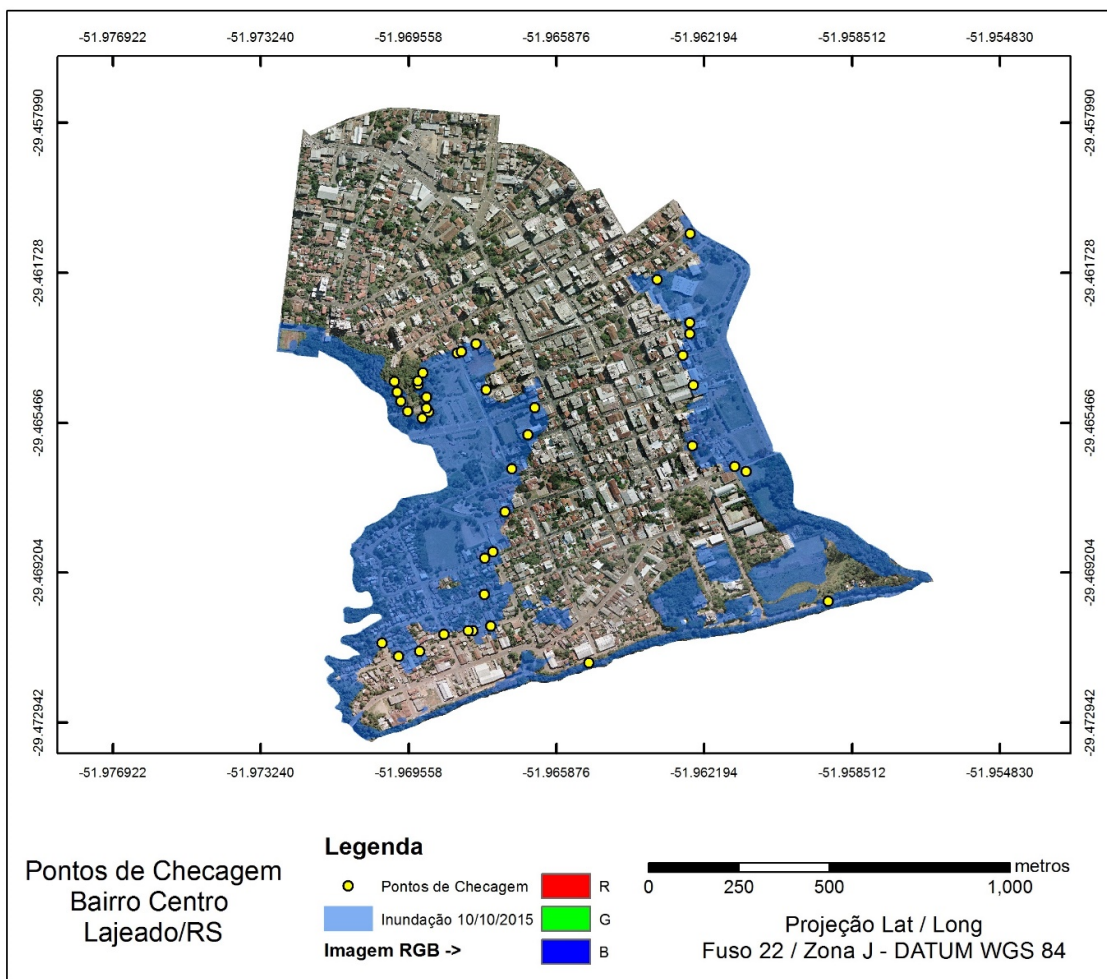 -51.976922 -51.973240 -51.969558 -51.965876 -51.962194 -51.958512 -51.954830
-29.457990 -29.457990
-29.461728 -29.461728
-29.465466 -29.465466
-29.469204 -29.469204
-29.472942 -29.472942
-51.976922 -51.973240 -51.969558 -51.965876 -51.962194 -51.958512 -51.954830
Pontos de Checagem
Bairro Centro
Lajeado/RS
Legenda
Pontos de Checagem
Inundação 10/10/2015
Imagem RGB ->
R
G
B
metros
0 250 500 1,000
Projeção Lat / Long
Fuso 22 / Zona J - DATUM WGS 84